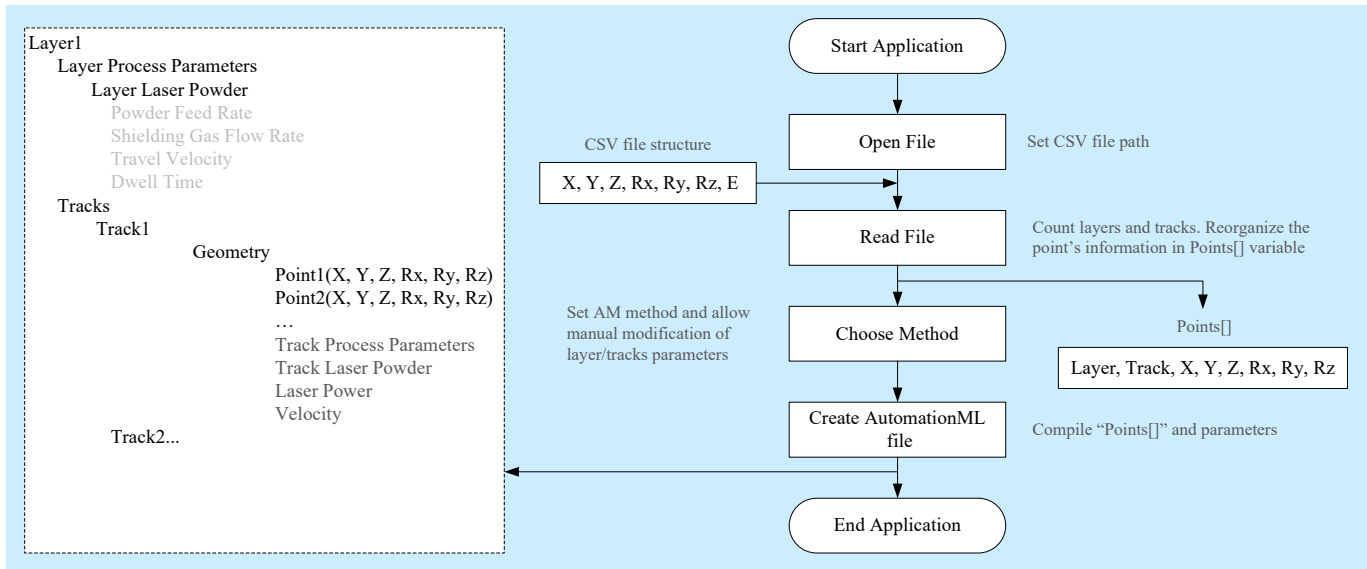 Layer1
Layer Process Parameters
Layer Laser Powder
Powder Feed Rate
Shielding Gas Flow Rate
Travel Velocity
Dwell Time
Tracks
Track1
Geometry
Point1(X, Y, Z, Rx, Ry, Rz)
Point2(X, Y, Z, Rx, Ry, Rz)
…
Track Process Parameters
Track Laser Powder
Laser Power
Velocity
Track2...
Start Application
Open File
Set CSV file path
CSV file structure
X, Y, Z, Rx, Ry, Rz, E
Read File
Count layers and tracks. Reorganize the
point’s information in Points[] variable
Set AM method and allow
manual modification of
layer/tracks parameters
Choose Method
Points[]
Layer, Track, X, Y, Z, Rx, Ry, Rz
Create AutomationML
file
Compile “Points[]” and parameters
End Application